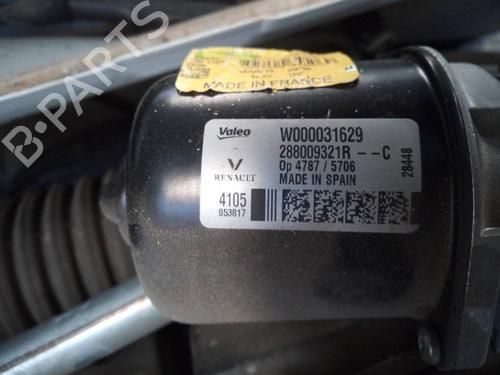 MADE IN FRANCE
Valeo
W000031629
288009321R - - C
Op 4787 / 5706
MADE IN SPAIN
28448
RENAULT
4105
053817
B-PARTS